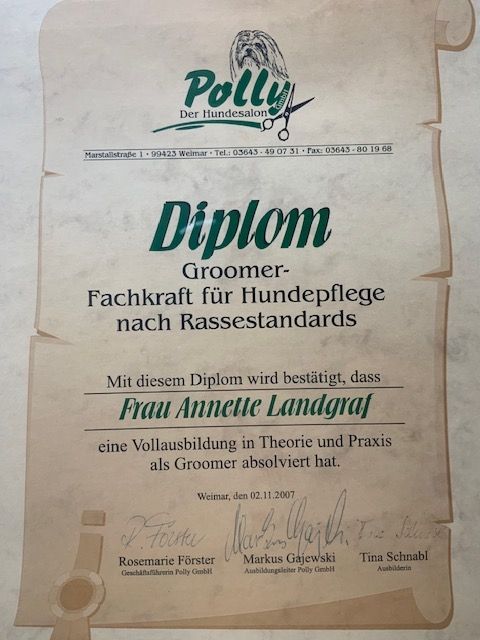 Polly
GmbH
Der Hundesalon
Marstallstraße 1 • 99423 Weimar • Tel.: 03643 - 49 07 31 • Fax: 03643 - 80 19 68
Diplom
Groomer-
Fachkraft für Hundepflege
nach Rassestandards
Mit diesem Diplom wird bestätigt, dass
Frau Annette Landgraf
eine Vollausbildung in Theorie und Praxis
als Groomer absolviert hat.
Weimar, den 02.11.2007
R. Förster
Rosemarie Förster Markus Gajewski Tina Schnabl
Geschäftsführerin Polly GmbH Ausbildungsleiter Polly GmbH Ausbilderin